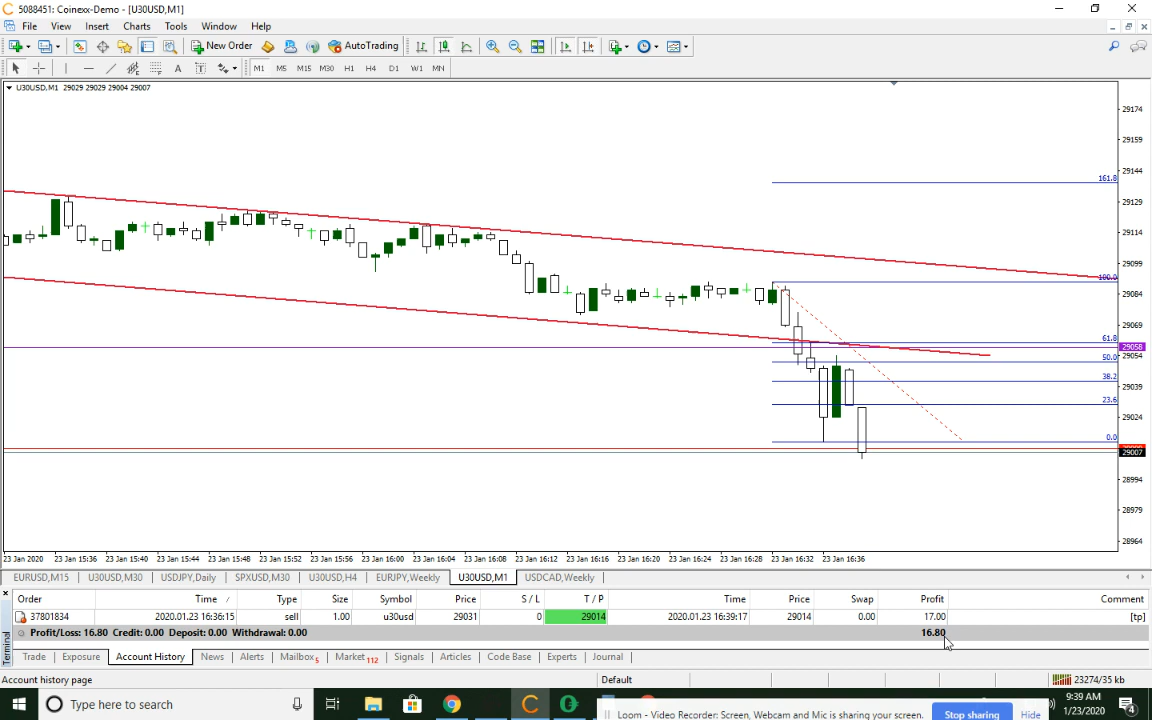 5088451: Coinexx-Demo - [U30USD,M1]
File View Insert Charts Tools Window Help
New Order AutoTrading
A T M1 M5 M15 M30 H1 H4 D1 W1 MN
U30USD,M1 29029 29029 29004 29007
29174
29159
29144
29129
29114
29099
29084
29069
29058
29054
29039
29024
29007
28994
28979
28964
161.8
100.0
61.8
50.0
38.2
23.6
0.0
23 Jan 2020 23 Jan 15:36 23 Jan 15:40 23 Jan 15:44 23 Jan 15:48 23 Jan 15:52 23 Jan 15:56 23 Jan 16:00 23 Jan 16:04 23 Jan 16:08 23 Jan 16:12 23 Jan 16:16 23 Jan 16:20 23 Jan 16:24 23 Jan 16:28 23 Jan 16:32 23 Jan 16:36
EURUSD,M15 U30USD,M30 USDJPY,Daily SPXUSD,M30 U30USD,H4 EURJPY,Weekly U30USD,M1 USDCAD,Weekly
Order Time / Type Size Symbol Price S / L T / P Time Price Swap Profit Comment
37801834 2020.01.23 16:36:15 sell 1.00 u30usd 29031 0 29014 2020.01.23 16:39:17 29014 0.00 17.00 [tp]
Profit/Loss: 16.80 Credit: 0.00 Deposit: 0.00 Withdrawal: 0.00 16.80
Terminal
Trade Exposure Account History News Alerts Mailbox 5 Market 112 Signals Articles Code Base Experts Journal
Account history page Default 23274/35 kb
Type here to search
Loom - Video Recorder: Screen, Webcam and Mic is sharing your screen. Stop sharing Hide
9:39 AM
1/23/2020
4